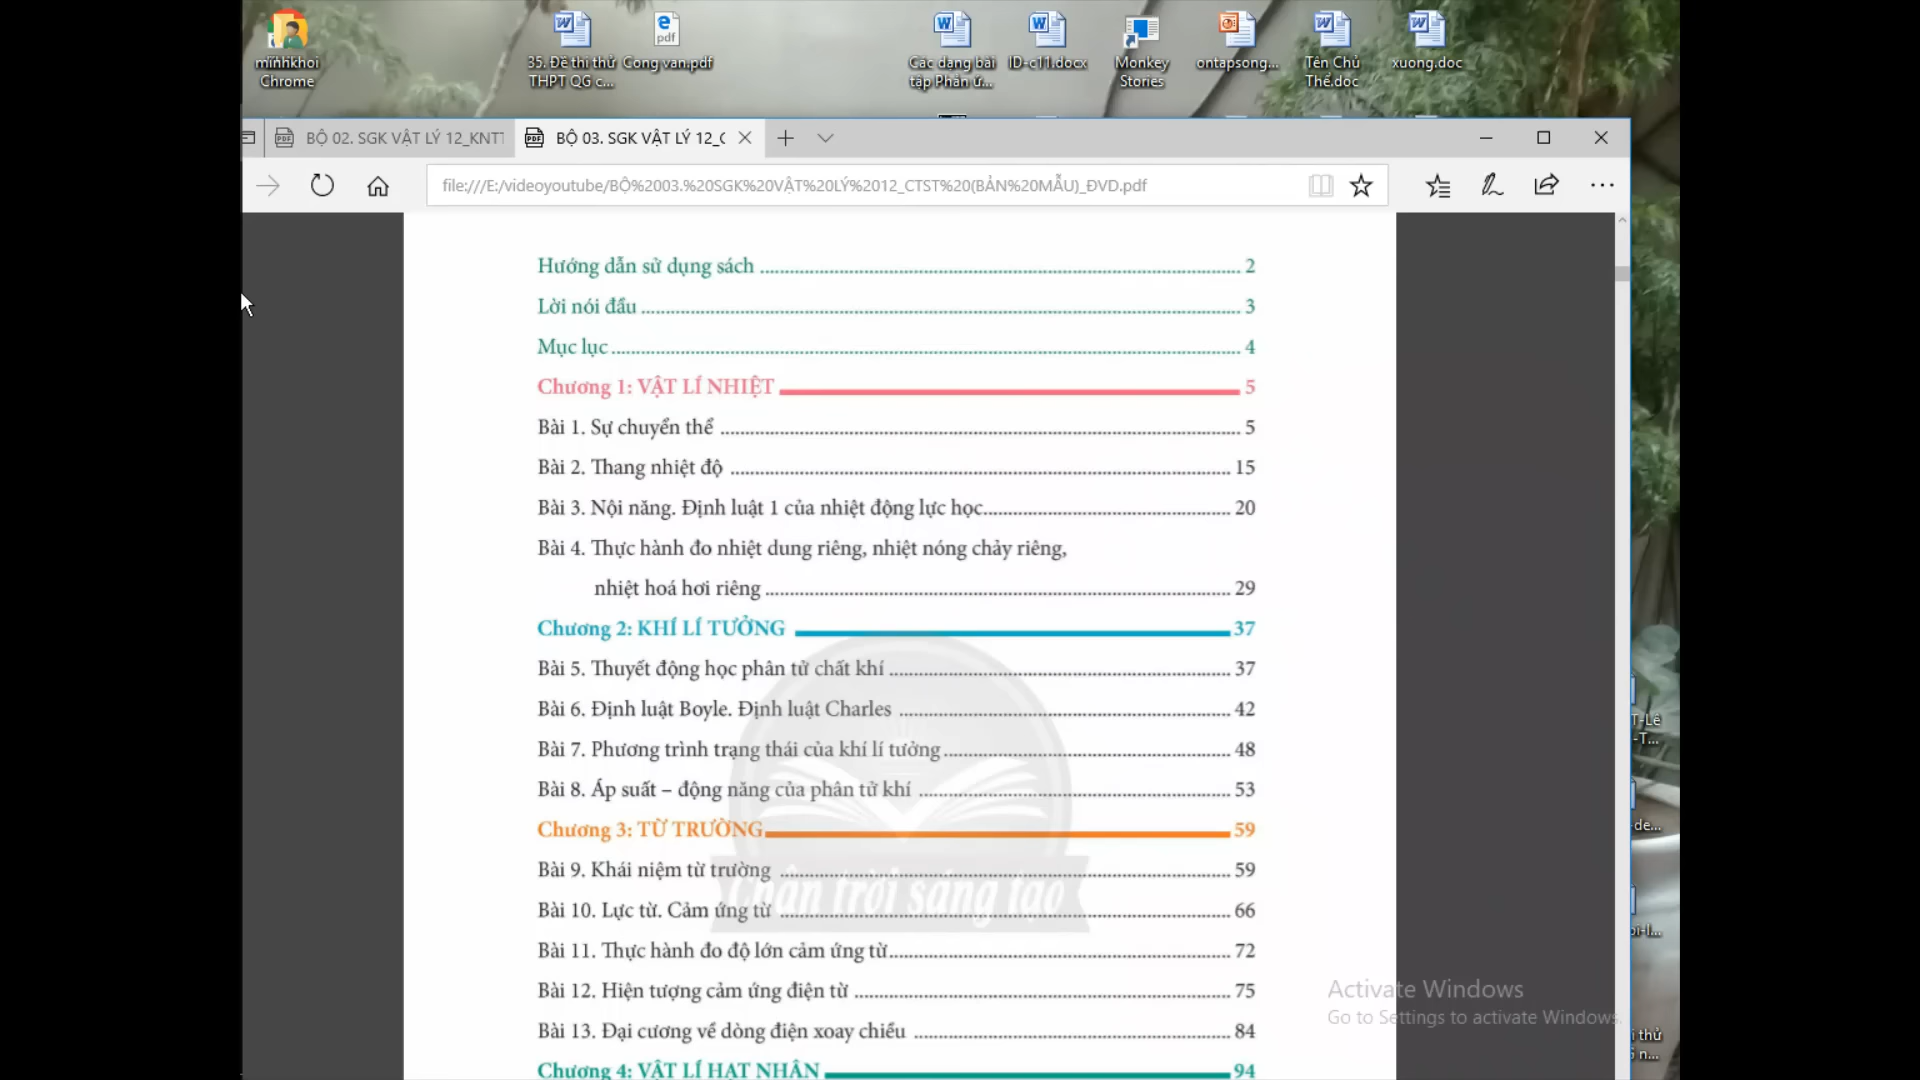 minhkhoi
Chrome
35. Đề thi thử
THPT QG c...
Cong van.pdf
Các dạng bài
tập Phản ứ...
ID-c11.docx
Monkey
Stories
ontapsong...
Tên Chủ
Thể.doc
xuong.doc
BỘ 02. SGK VẬT LÝ 12_KNTT
BỘ 03. SGK VẬT LÝ 12_C
file:///E:/videoyoutube/BỘ%2003.%20SGK%20VẬT%20LÝ%2012_CTST%20(BẢN%20MẪU)_ĐVD.pdf
Hướng dẫn sử dụng sách 2
Lời nói đầu 3
Mục lục 4
Chương 1: VẬT LÍ NHIỆT 5
Bài 1. Sự chuyển thể 5
Bài 2. Thang nhiệt độ 15
Bài 3. Nội năng. Định luật 1 của nhiệt động lực học 20
Bài 4. Thực hành đo nhiệt dung riêng, nhiệt nóng chảy riêng,
nhiệt hoá hơi riêng 29
Chương 2: KHÍ LÍ TƯỞNG 37
Bài 5. Thuyết động học phân tử chất khí 37
Bài 6. Định luật Boyle. Định luật Charles 42
Bài 7. Phương trình trạng thái của khí lí tưởng 48
Bài 8. Áp suất – động năng của phân tử khí 53
Chương 3: TỪ TRƯỜNG 59
Bài 9. Khái niệm từ trường 59
Chân trời sáng tạo
Bài 10. Lực từ. Cảm ứng từ 66
Bài 11. Thực hành đo độ lớn cảm ứng từ 72
Bài 12. Hiện tượng cảm ứng điện từ 75
Bài 13. Đại cương về dòng điện xoay chiều 84
Chương 4: VẬT LÍ HẠT NHÂN 94
Activate Windows
Go to Settings to activate Windows.
T-Lê
-T...
-de...
i thử